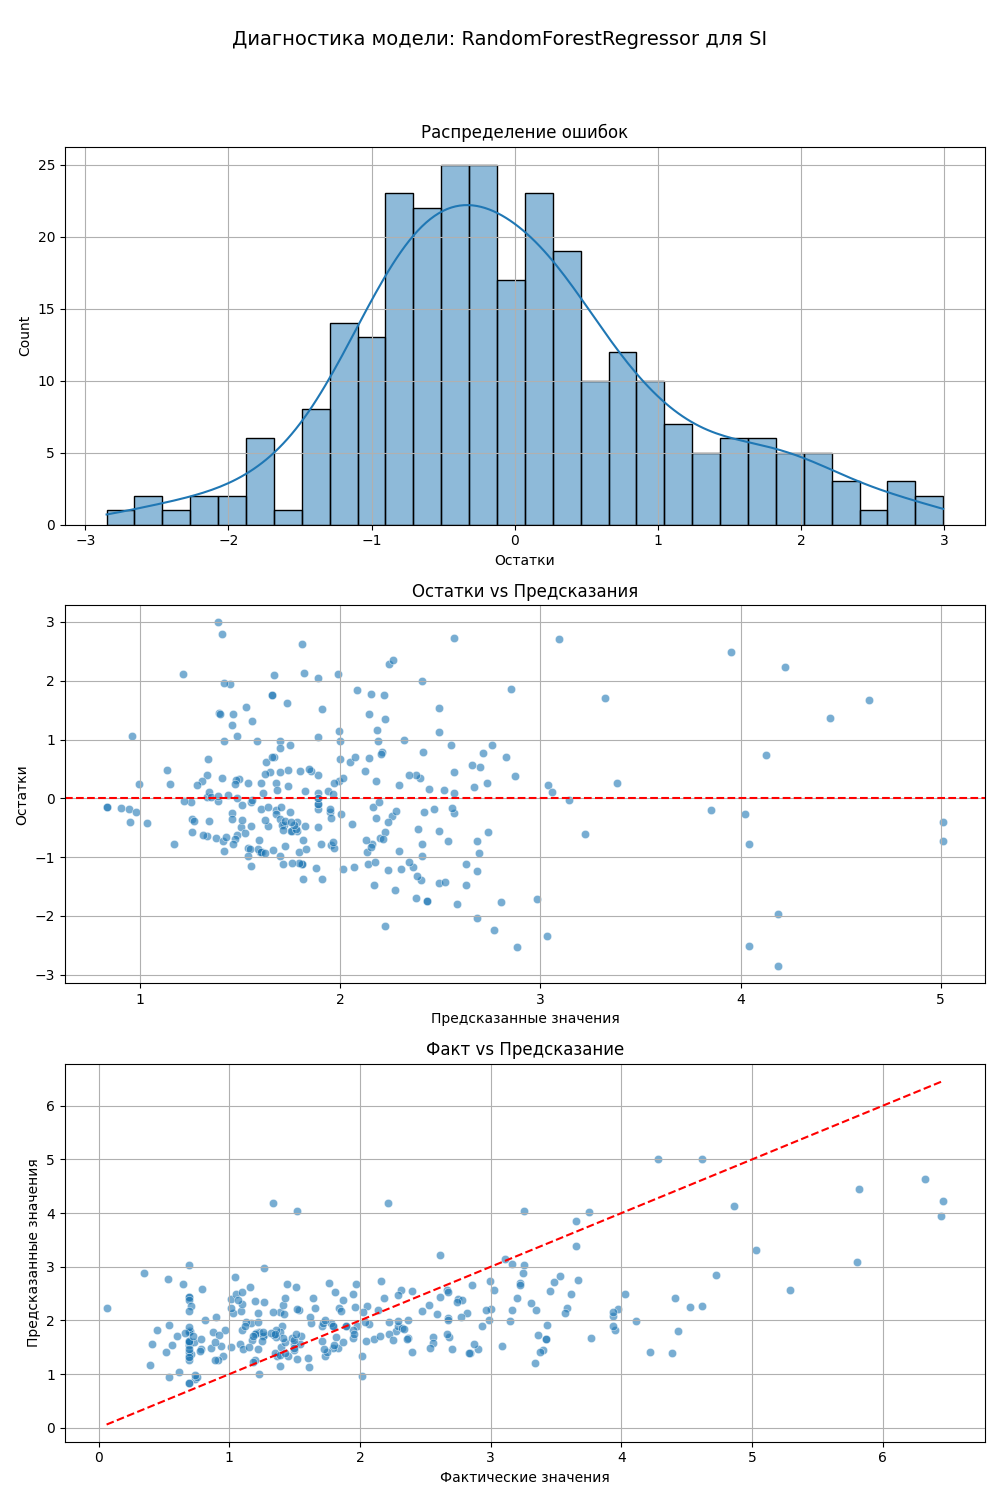 Диагностика модели: RandomForestRegressor для SI
Распределение ошибок
25
20
15
10
5
0
Count
−3 −2 −1 0 1 2 3
Остатки
Остатки vs Предсказания
3
2
1
0
−1
−2
−3
Остатки
1 2 3 4 5
Предсказанные значения
Факт vs Предсказание
6
5
4
3
2
1
0
Предсказанные значения
0 1 2 3 4 5 6
Фактические значения